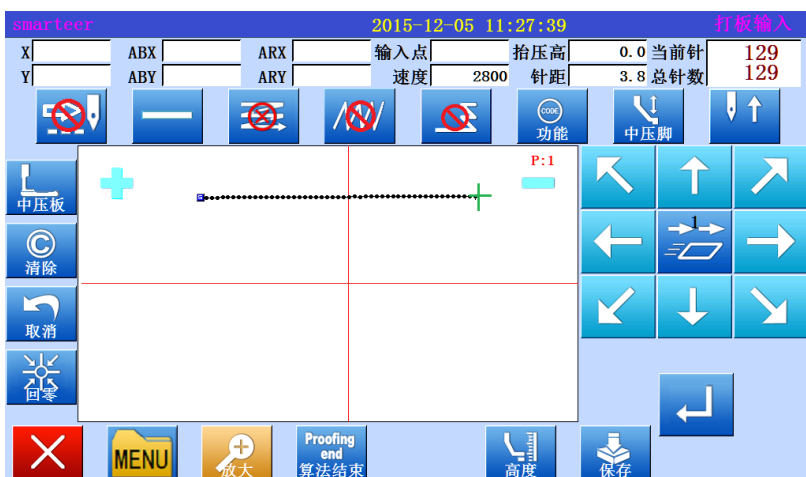 smarteer 2015-12-05 11:27:39 打板输入
X ABX ARX 输入点 抬压高 0.0 当前针 129
Y ABY ARY 速度 2800 针距 3.8 总针数 129
CODE
功能 中压脚
P:1
S
中压板
1
清除
取消
回零
MENU 放大 Proofing
end
算法结束 高度 保存